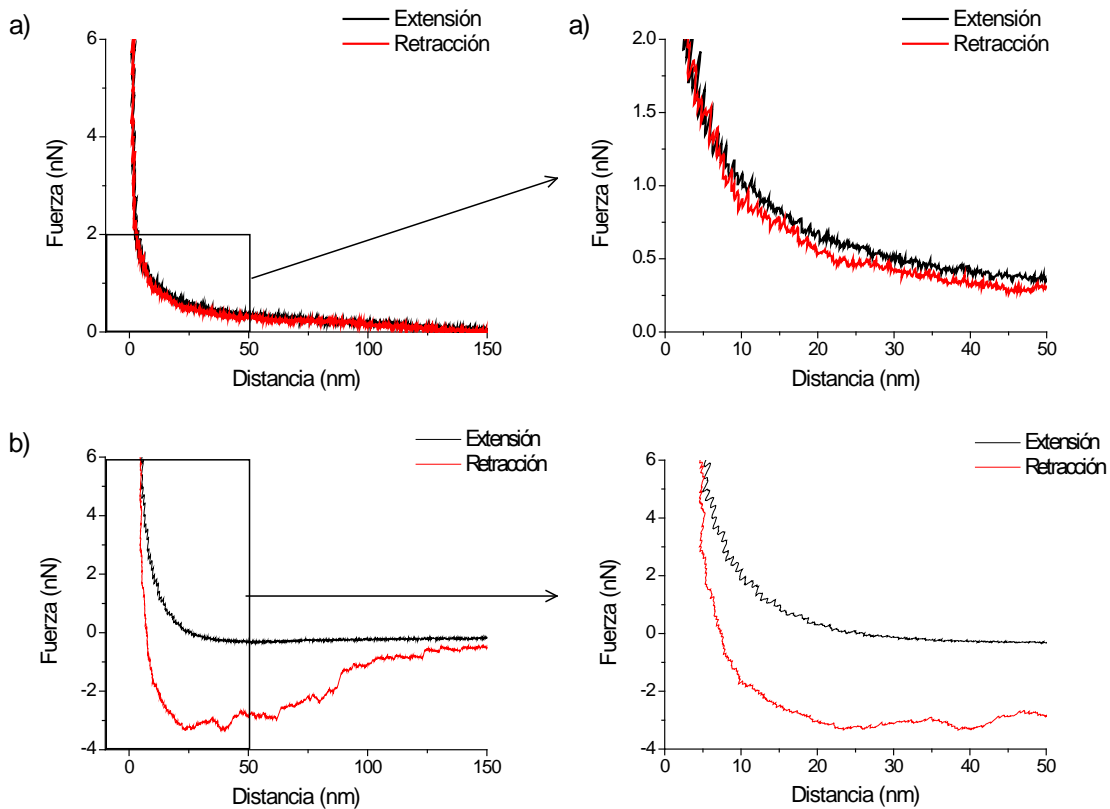 a)
Extensión
Retracción
Fuerza (nN)
6
4
2
0
0
25
50
75
100
125
150
Distancia (nm)
a)
Extensión
Retracción
Fuerza (nN)
2.0
1.5
1.0
0.5
0.0
10
20
30
40
50
Distancia (nm)
b)
Extensión
Retracción
Fuerza (nN)
6
4
2
0
-2
-4
0
50
100
150
Distancia (nm)
Extensión
Retracción
Fuerza (nN)
6
4
2
0
-2
-4
0
10
20
30
40
50
Distancia (nm)